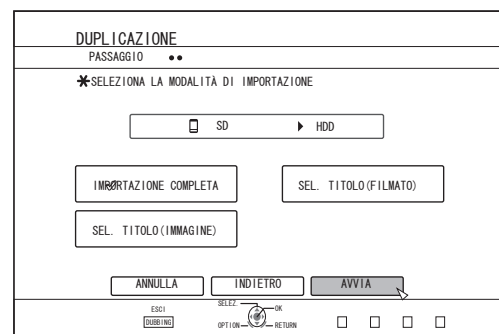 DUPLICAZIONE
PASSAGGIO
SELEZIONA LA MODALITÀ DI IMPORTAZIONE
SD HDD
IMPORTAZIONE COMPLETA
SEL. TITOLO(FILMATO)
SEL. TITOLO(IMMAGINE)
ANNULLA INDIETRO AVVIA
ESCI
DUBBING
SELEZ. OK
OPTION RETURN